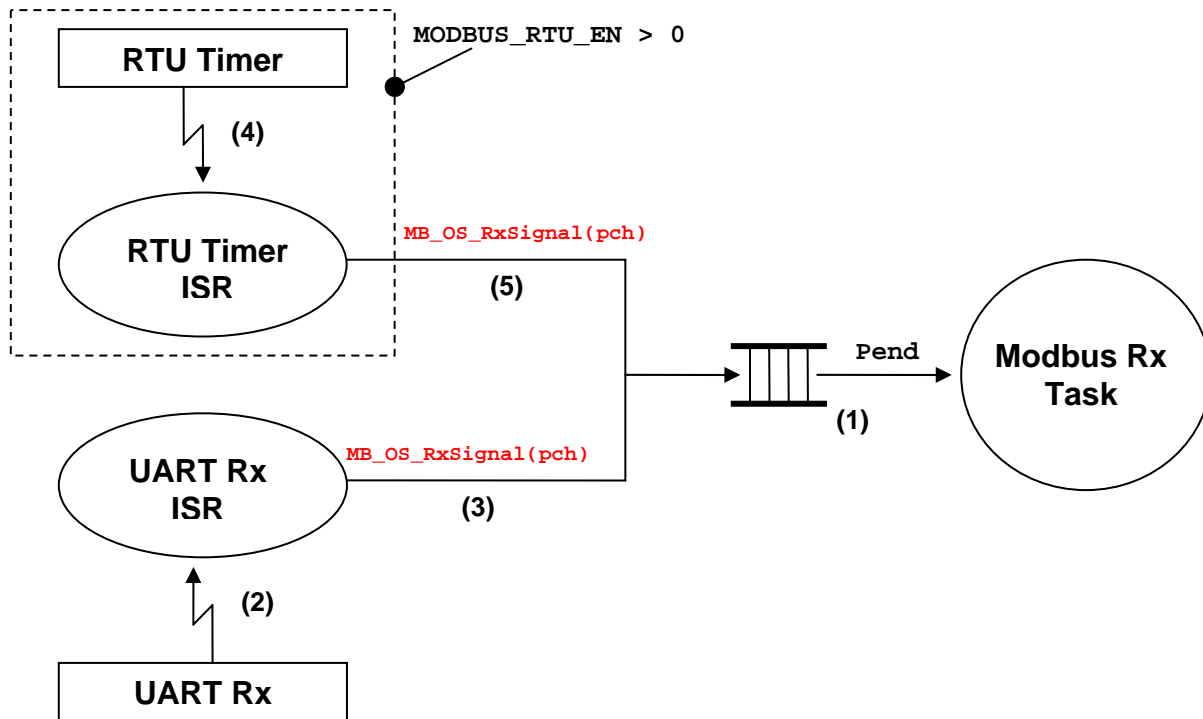 MODBUS_RTU_EN > 0
RTU Timer
(4)
RTU Timer
ISR
MB_OS_RxSignal(pch)
(5)
Pend
(1)
Modbus Rx
Task
UART Rx
ISR
MB_OS_RxSignal(pch)
(3)
(2)
UART Rx